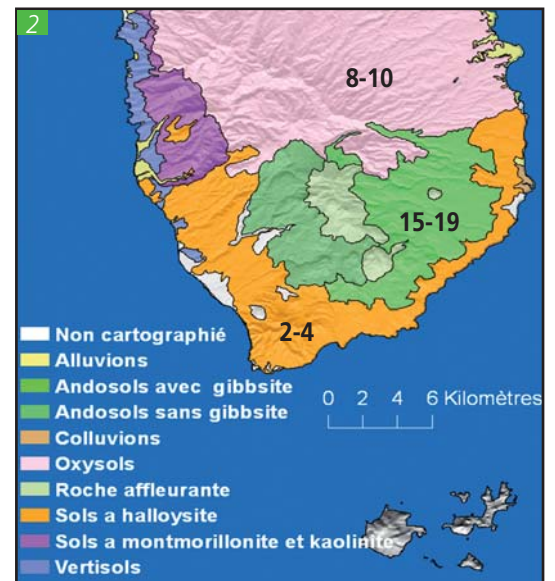 2
8-10
15-19
2-4
Non cartographié
Alluvions
Andosols avec gibbsite
Andosols sans gibbsite
Colluvions
Oxysols
Roche affleurante
Sols a halloysite
Sols a montmorillonite et kaolinite
Vertisols
0 2 4 6 Kilomètres